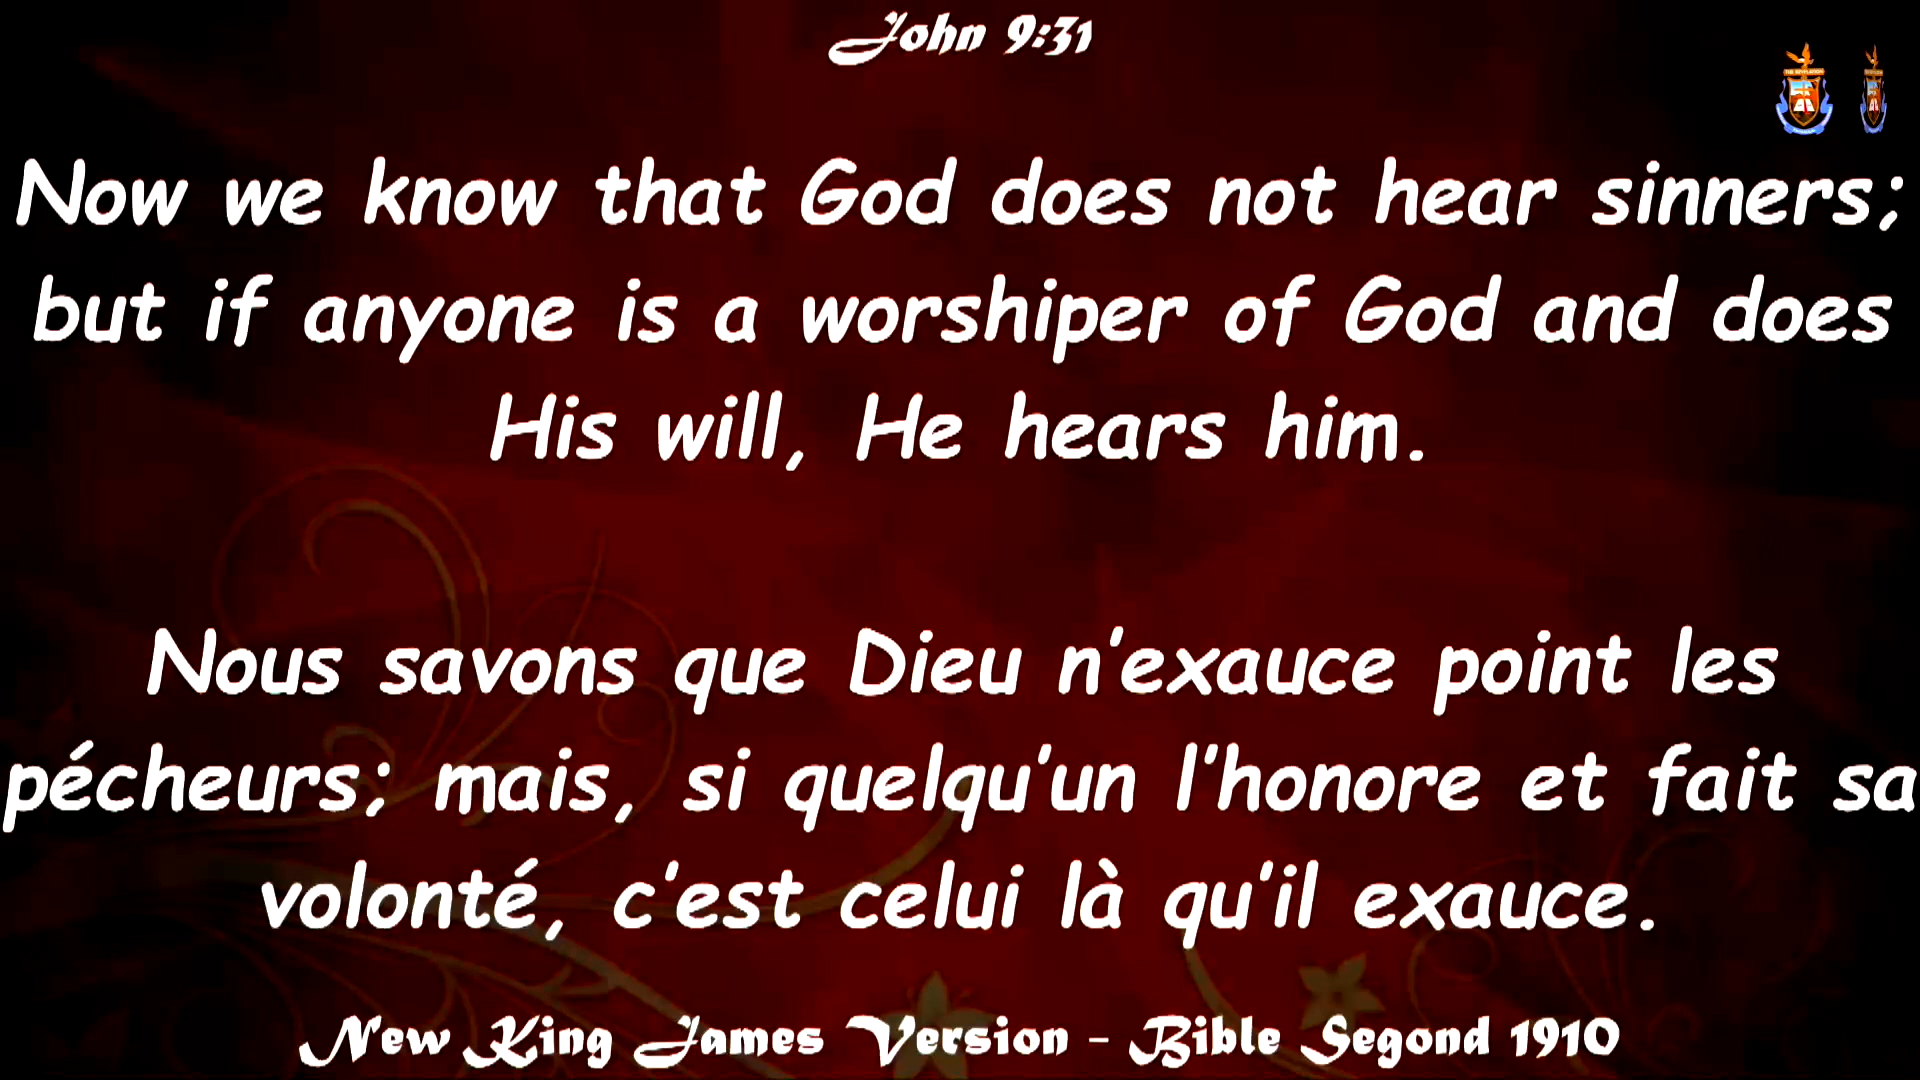 John 9:31
Now we know that God does not hear sinners;
but if anyone is a worshiper of God and does
His will, He hears him.
Nous savons que Dieu n'exauce point les
pécheurs; mais, si quelqu'un l'honore et fait sa
volonté, c'est celui là qu'il exauce.
New King James Version - Bible Segond 1910